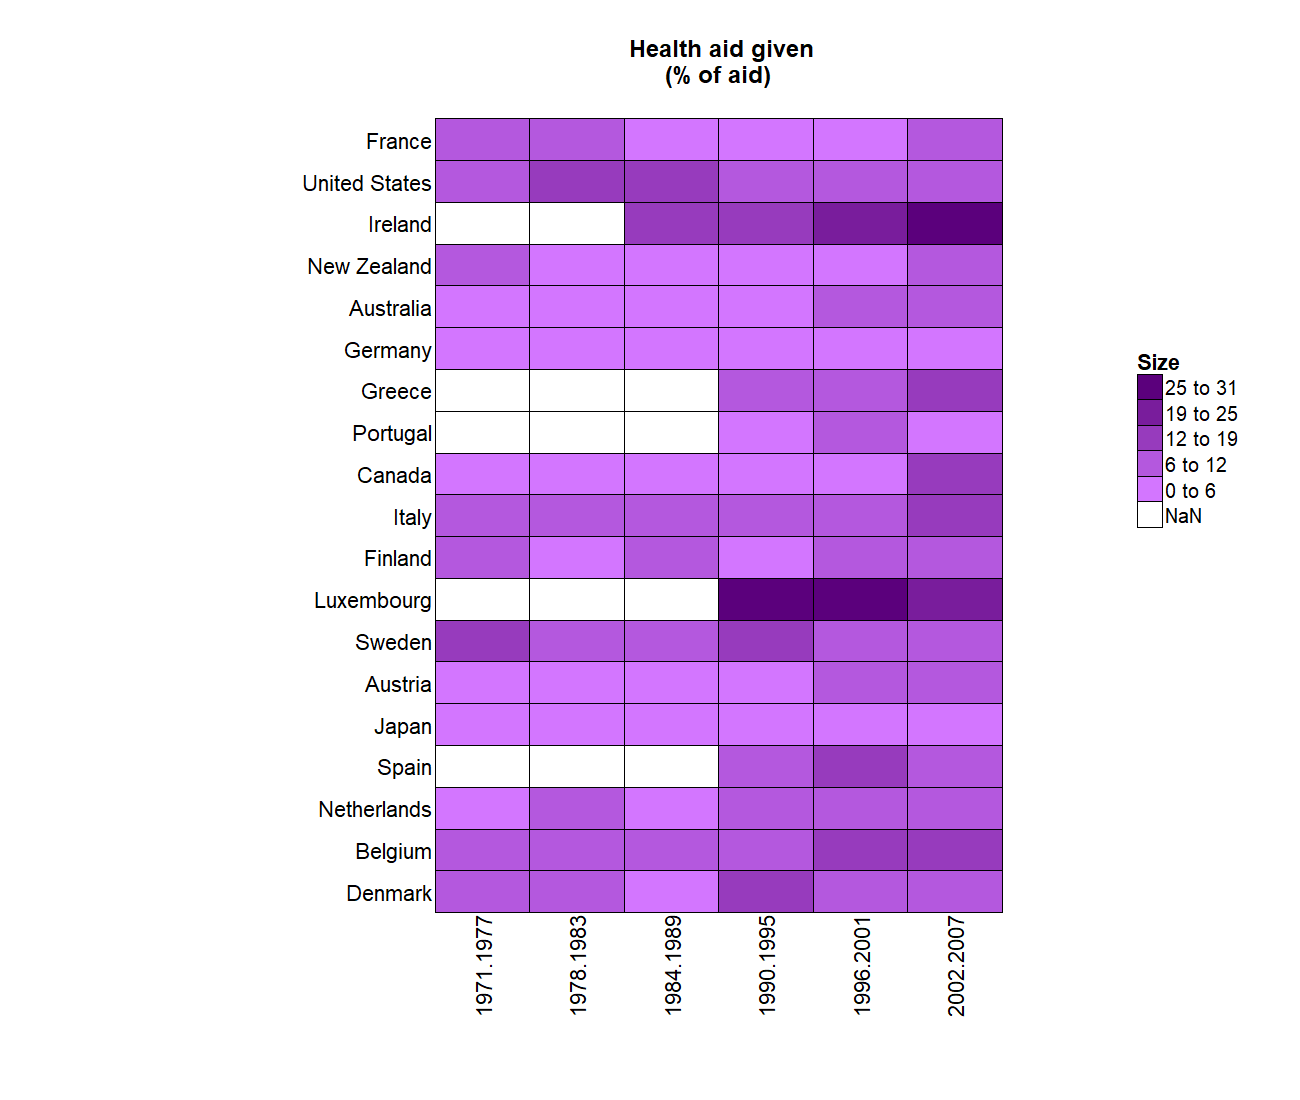 Health aid given
(% of aid)
France
United States
Ireland
New Zealand
Australia
Germany
Greece
Portugal
Canada
Italy
Finland
Luxembourg
Sweden
Austria
Japan
Spain
Netherlands
Belgium
Denmark
1971.1977
1978.1983
1984.1989
1990.1995
1996.2001
2002.2007
Size
25 to 31
19 to 25
12 to 19
6 to 12
0 to 6
NaN